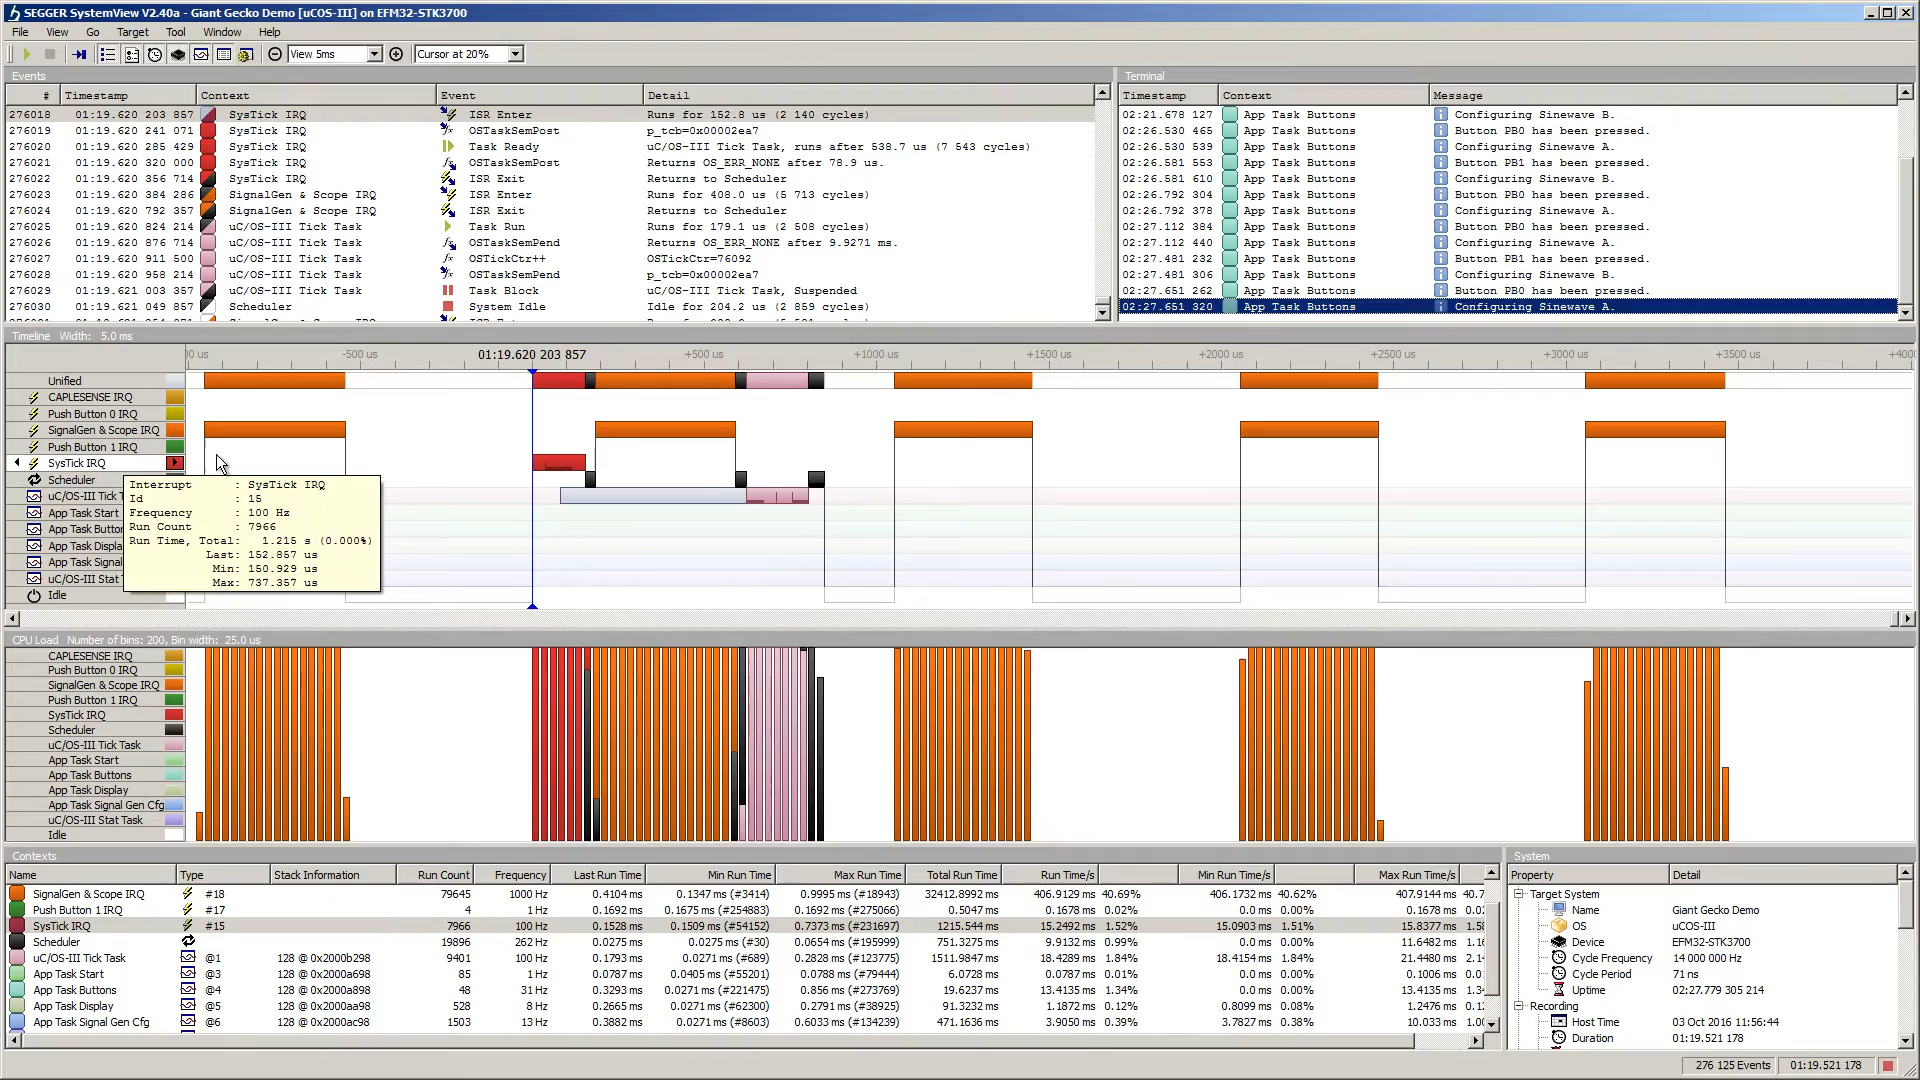 SEGGER SystemView V2.40a - Giant Gecko Demo [uCOS-III] on EFM32-STK3700
File View Go Target Tool Window Help
View 5ms Cursor at 20%
Events
# Timestamp Context Event Detail
276018 01:19.620 203 857 SysTick IRQ ISR Enter Runs for 152.8 us (2 140 cycles)
276019 01:19.620 241 071 SysTick IRQ OSTaskSemPost p_tcb=0x00002ea7
276020 01:19.620 285 429 SysTick IRQ Task Ready uC/OS-III Tick Task, runs after 538.7 us (7 543 cycles)
276021 01:19.620 320 000 SysTick IRQ OSTaskSemPost Returns OS_ERR_NONE after 78.9 us.
276022 01:19.620 354 571 SysTick IRQ ISR Exit Returns to Scheduler
276023 01:19.620 384 286 SignalGen & Scope IRQ ISR Enter Runs for 408.0 us (5 713 cycles)
276024 01:19.620 792 357 SignalGen & Scope IRQ ISR Exit Returns to Scheduler
276025 01:19.620 824 214 uC/OS-III Tick Task Task Run Runs for 179.1 us (2 508 cycles)
276026 01:19.620 876 714 uC/OS-III Tick Task OSTaskSemPend Returns OS_ERR_NONE after 9.9271 ms.
276027 01:19.620 911 500 uC/OS-III Tick Task OSTickCtr++ OSTickCtr=76092
276028 01:19.620 958 214 uC/OS-III Tick Task OSTaskSemPend p_tcb=0x00002ea7
276029 01:19.621 003 357 uC/OS-III Tick Task Task Block uC/OS-III Tick Task, Suspended
276030 01:19.621 049 857 Scheduler System Idle Idle for 204.2 us (2 859 cycles)
Terminal
Timestamp Context Message
02:21.678 127 App Task Buttons Configuring Sinewave B.
02:26.530 465 App Task Buttons Button PB0 has been pressed.
02:26.530 539 App Task Buttons Configuring Sinewave A.
02:26.581 553 App Task Buttons Button PB1 has been pressed.
02:26.581 610 App Task Buttons Configuring Sinewave B.
02:26.792 304 App Task Buttons Button PB0 has been pressed.
02:26.792 378 App Task Buttons Configuring Sinewave A.
02:27.112 384 App Task Buttons Button PB0 has been pressed.
02:27.112 440 App Task Buttons Configuring Sinewave A.
02:27.481 232 App Task Buttons Button PB1 has been pressed.
02:27.481 306 App Task Buttons Configuring Sinewave B.
02:27.651 262 App Task Buttons Button PB0 has been pressed.
02:27.651 320 App Task Buttons Configuring Sinewave A.
Timeline Width: 5.0 ms
-500 us 01:19.620 203 857 +500 us +1000 us +1500 us +2000 us +2500 us +3000 us +3500 us
Unified
CAPLESENSE IRQ
Push Button 0 IRQ
SignalGen & Scope IRQ
Push Button 1 IRQ
SysTick IRQ
Scheduler
uC/OS-III Tick
App Task Start
App Task
App Task
App Task
uC/OS-III Stat
Idle
Interrupt : SysTick IRQ
Id : 15
Frequency : 100 Hz
Run Count : 7966
Run Time, Total: 1.215 s (0.000%)
Last: 152.857 us
Min: 150.929 us
Max: 737.357 us
CPU Load Number of bins: 200, Bin width: 25.0 us
CAPLESENSE IRQ
Push Button 0 IRQ
SignalGen & Scope IRQ
Push Button 1 IRQ
SysTick IRQ
Scheduler
uC/OS-III Tick Task
App Task Start
App Task Buttons
App Task Display
App Task Signal Gen Cfg
uC/OS-III Stat Task
Idle
Contexts
Name Type Stack Information Run Count Frequency Last Run Time Min Run Time Max Run Time Total Run Time Run Time/s Min Run Time/s Max Run Time/s
SignalGen & Scope IRQ #18 79645 1000 Hz 0.4104 ms 0.1347 ms (#3414) 0.9995 ms (#18943) 32412.8992 ms 406.9129 ms 40.69% 406.1732 ms 40.62% 407.9144 ms 40.7
Push Button 1 IRQ #17 4 1 Hz 0.1692 ms 0.1675 ms (#254883) 0.1692 ms (#275066) 0.5047 ms 0.1678 ms 0.02% 0.0 ms 0.00% 0.1678 ms
SysTick IRQ #15 7966 100 Hz 0.1528 ms 0.1509 ms (#54152) 0.7373 ms (#231697) 1215.544 ms 15.2492 ms 1.52% 15.0903 ms 1.51% 15.8377 ms
Scheduler 19896 262 Hz 0.0275 ms 0.0275 ms (#30) 0.0654 ms (#195999) 751.3275 ms 9.9132 ms 0.99% 0.0 ms 0.00% 11.6482 ms
uC/OS-III Tick Task @1 128 @ 0x2000b298 9401 100 Hz 0.1793 ms 0.0271 ms (#689) 0.2828 ms (#123775) 1511.9847 ms 18.4289 ms 1.84% 18.4154 ms 1.84% 21.4480 ms
App Task Start @3 128 @ 0x2000a698 85 1 Hz 0.0787 ms 0.0405 ms (#55201) 0.0788 ms (#79444) 6.0728 ms 0.0787 ms 0.01% 0.0 ms 0.00% 0.1006 ms
App Task Buttons @4 128 @ 0x2000a898 48 31 Hz 0.3293 ms 0.0271 ms (#221475) 0.856 ms (#273769) 19.6237 ms 13.4135 ms 1.34% 0.0 ms 0.00% 13.4135 ms
App Task Display @5 128 @ 0x2000aa98 528 8 Hz 0.2665 ms 0.0271 ms (#62300) 0.2791 ms (#38925) 91.3232 ms 1.1872 ms 0.12% 0.8099 ms 0.08% 1.2476 ms
App Task Signal Gen Cfg @6 128 @ 0x2000ac98 1503 13 Hz 0.3882 ms 0.0271 ms (#8603) 0.6033 ms (#134239) 471.1636 ms 3.9050 ms 0.39% 3.7827 ms 0.38% 10.033 ms
System
Property Detail
Target System
Name Giant Gecko Demo
OS uCOS-III
Device EFM32-STK3700
Cycle Frequency 14 000 000 Hz
Cycle Period 71 ns
Uptime 02:27.779 305 214
Recording
Host Time 03 Oct 2016 11:56:44
Duration 01:19.521 178
276 125 Events 01:19.521 178